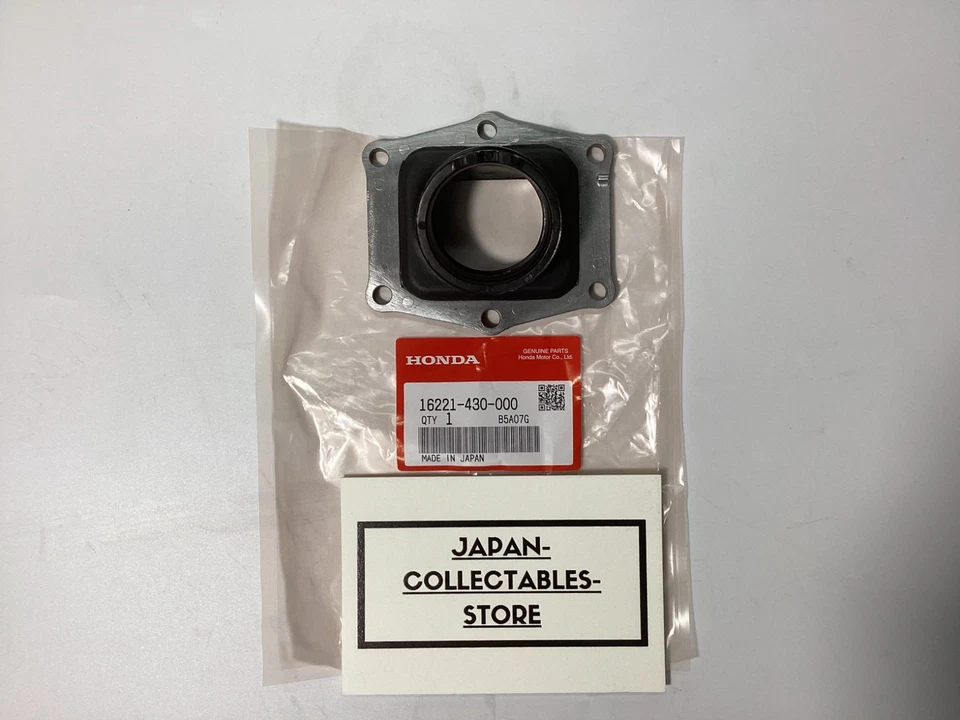 HONDA
GENUINE PARTS
Honda Motor Co., Ltd.
16221-430-000
QTY 1 B5A07G
MADE IN JAPAN
JAPAN-
COLLECTABLES-
STORE